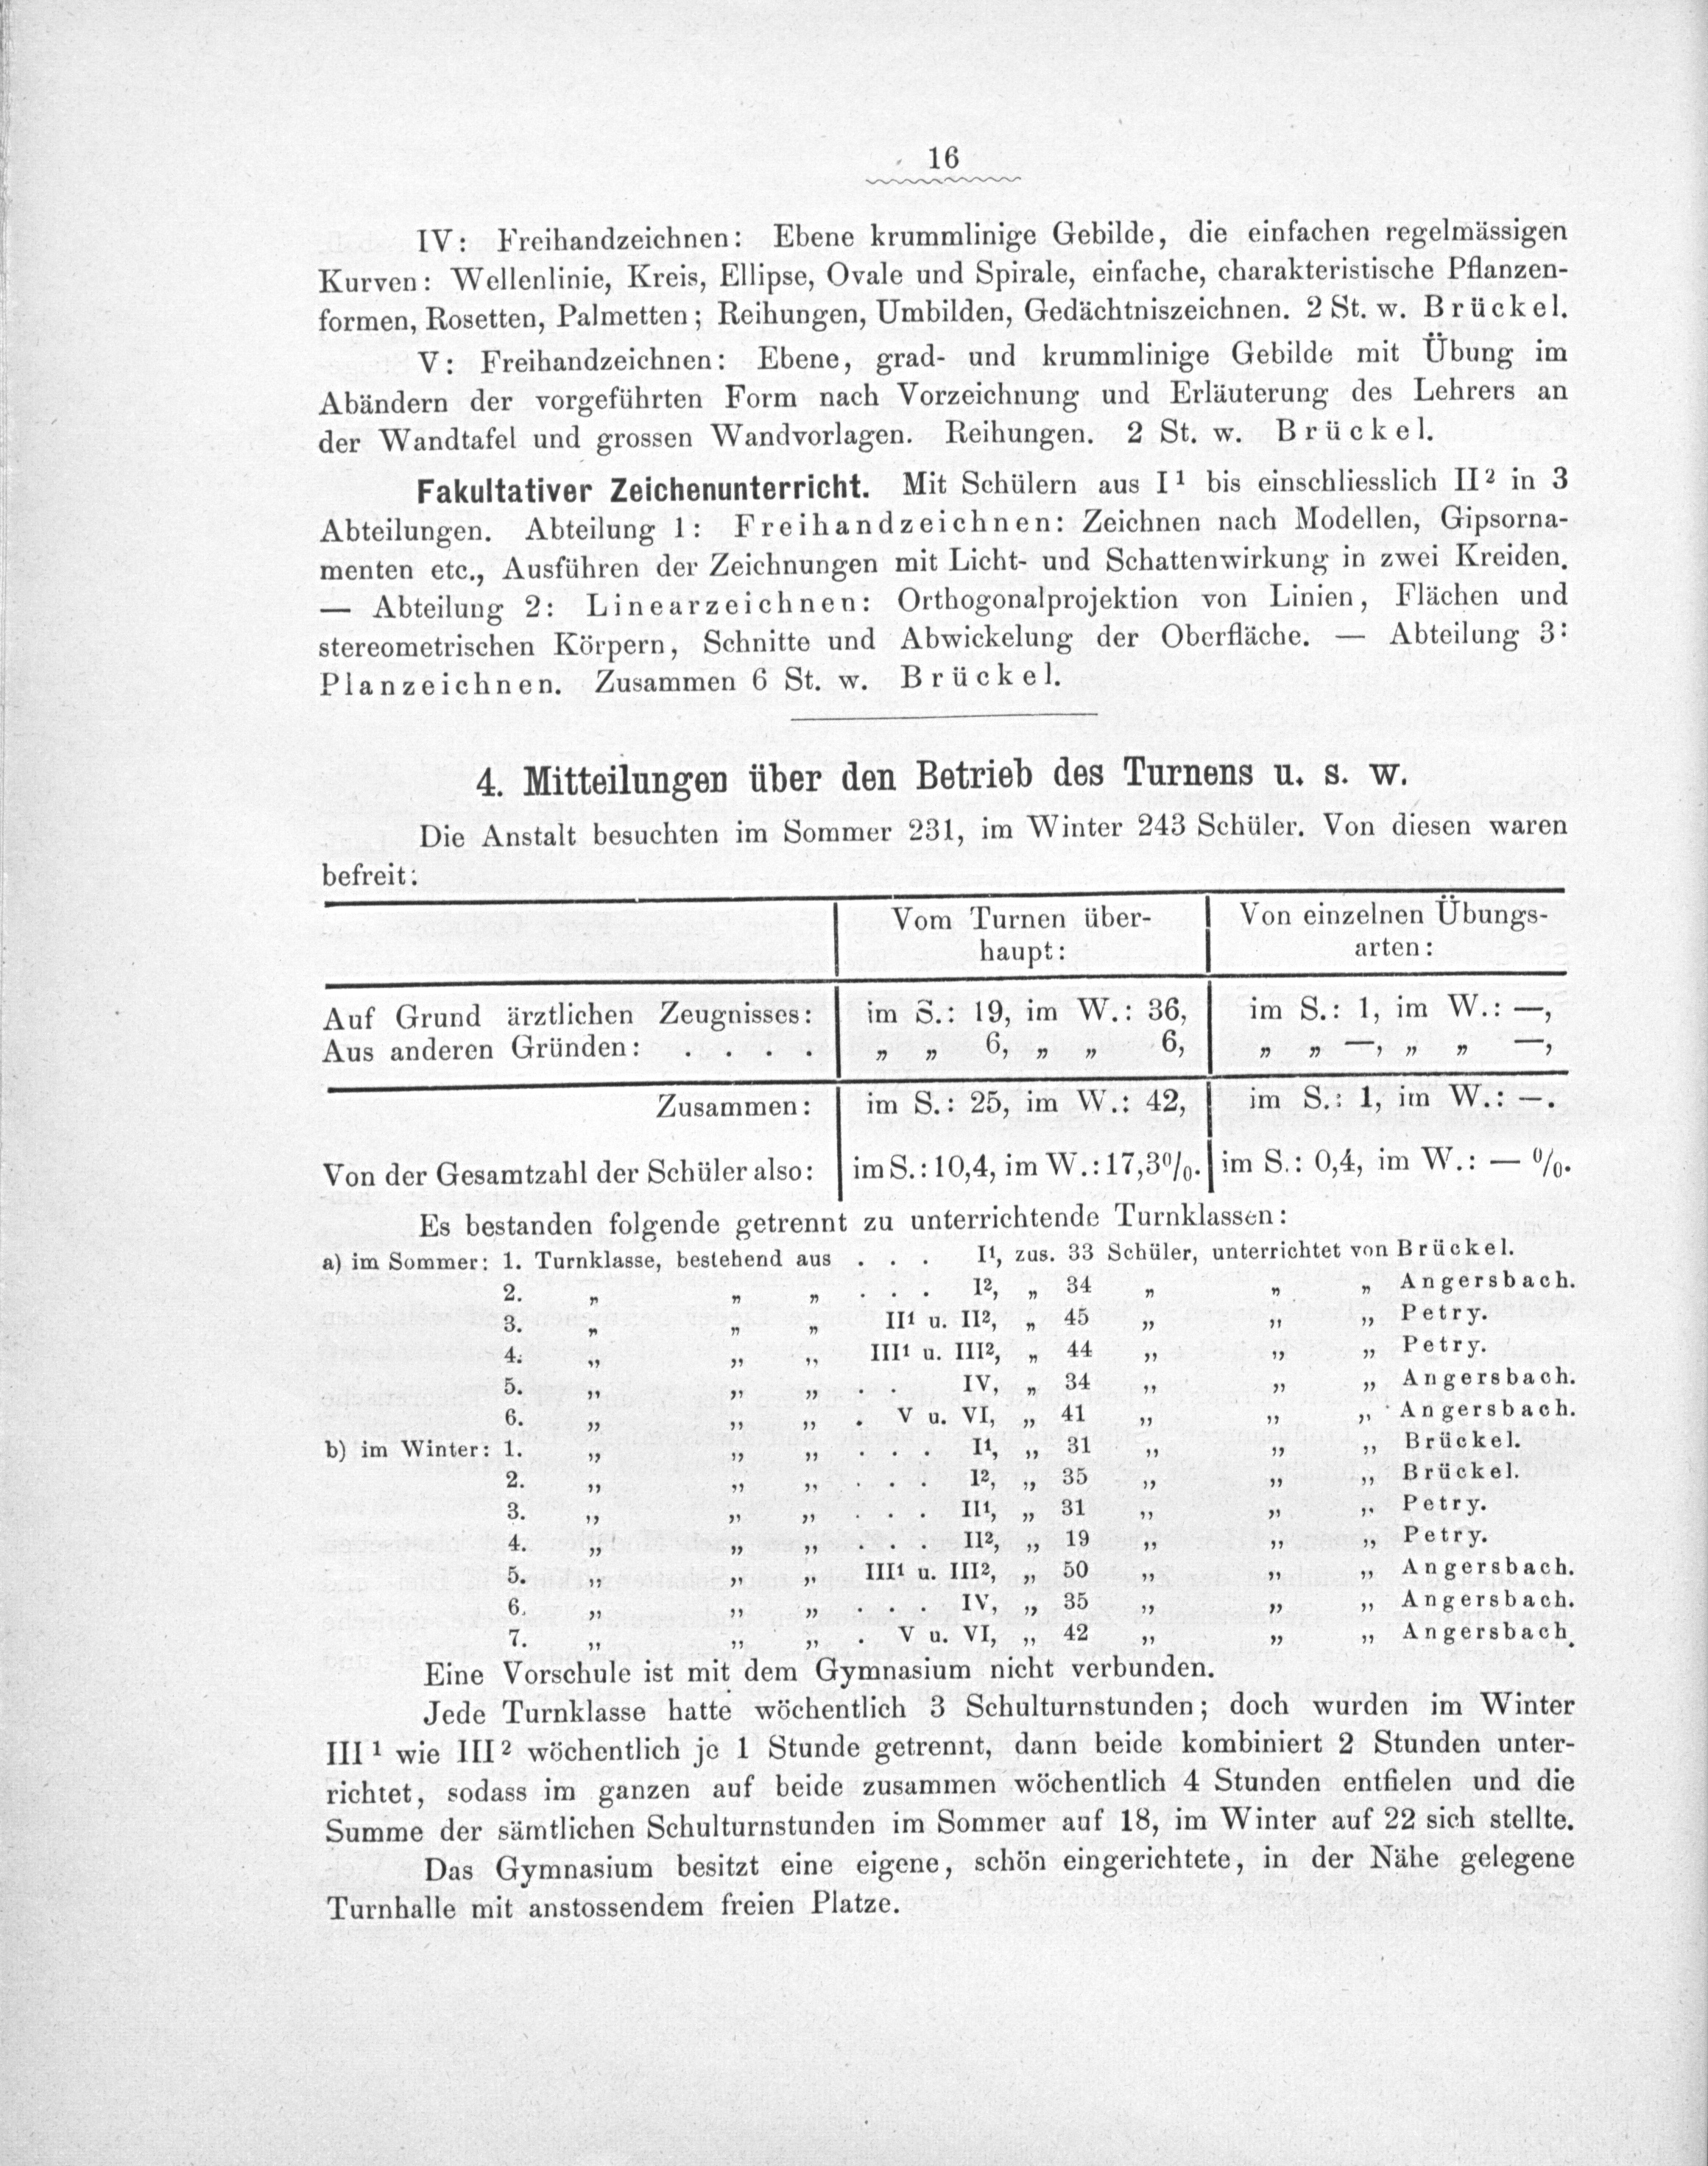 16
IV: Freihandzeichnen: Ebene krummlinige Gebilde, die einfachen regelmässigen
Kurven: Wellenlinie, Kreis, Ellipse, Ovale und Spirale, einfache, charakteristische Pflanzen-
formen, Rosetten, Palmetten; Reihungen, Umbilden, Gedächtniszeichnen. 2 St. w. Brückel.
V: Freihandzeichnen: Ebene, grad- und krummlinige Gebilde mit Übung im
Abändern der vorgeführten Form nach Vorzeichnung und Erläuterung des Lehrers an
der Wandtafel und grossen Wandvorlagen. Reihungen. 2 St. w. Brückel.
Fakultativer Zeichenunterricht. Mit Schülern aus I¹ bis einschliesslich II² in 3
Abteilungen. Abteilung 1: Freihandzeichnen: Zeichnen nach Modellen, Gipsorna-
menten etc., Ausführen der Zeichnungen mit Licht- und Schattenwirkung in zwei Kreiden.
— Abteilung 2: Linearzeichnen: Orthogonalprojektion von Linien, Flächen und
stereometrischen Körpern, Schnitte und Abwickelung der Oberfläche. — Abteilung 3:
Planzeichnen. Zusammen 6 St. w. Brückel.
4. Mitteilungen über den Betrieb des Turnens u. s. w.
Die Anstalt besuchten im Sommer 231, im Winter 243 Schüler. Von diesen waren
befreit:
Vom Turnen über- Von einzelnen Übungs-
haupt: arten:
Auf Grund ärztlichen Zeugnisses: im S.: 19, im W.: 36, im S.: 1, im W.: —,
Aus anderen Gründen: . . . . „ „ 6, „ „ 6, „ „ —, „ „ —,
Zusammen: im S.: 25, im W.: 42, im S.: 1, im W.: —.
Von der Gesamtzahl der Schüler also: im S.: 10,4, im W.: 17,3%. im S.: 0,4, im W.: — %.
Es bestanden folgende getrennt zu unterrichtende Turnklassen:
a) im Sommer: 1. Turnklasse, bestehend aus . . . I¹, zus. 33 Schüler, unterrichtet von Brückel.
2. „ „ „ . . . I², „ 34 „ „ „ Angersbach.
3. „ „ „ II¹ u. II², „ 45 „ „ „ Petry.
4. „ „ „ III¹ u. III², „ 44 „ „ „ Petry.
5. „ „ „ . . IV, „ 34 „ „ „ Angersbach.
6. „ „ „ . V u. VI, „ 41 „ „ „ Angersbach.
b) im Winter: 1. „ „ „ . . . I¹, „ 31 „ „ „ Brückel.
2. „ „ „ . . . I², „ 35 „ „ „ Brückel.
3. „ „ „ . . . II¹, „ 31 „ „ „ Petry.
4. „ „ „ . . . II², „ 19 „ „ „ Petry.
5. „ „ „ III¹ u. III², „ 50 „ „ „ Angersbach.
6. „ „ „ . . . IV, „ 35 „ „ „ Angersbach.
7. „ „ „ . V u. VI, „ 42 „ „ „ Angersbach.
Eine Vorschule ist mit dem Gymnasium nicht verbunden.
Jede Turnklasse hatte wöchentlich 3 Schulturnstunden; doch wurden im Winter
III¹ wie III² wöchentlich je 1 Stunde getrennt, dann beide kombiniert 2 Stunden unter-
richtet, sodass im ganzen auf beide zusammen wöchentlich 4 Stunden entfielen und die
Summe der sämtlichen Schulturnstunden im Sommer auf 18, im Winter auf 22 sich stellte.
Das Gymnasium besitzt eine eigene, schön eingerichtete, in der Nähe gelegene
Turnhalle mit anstossendem freien Platze.